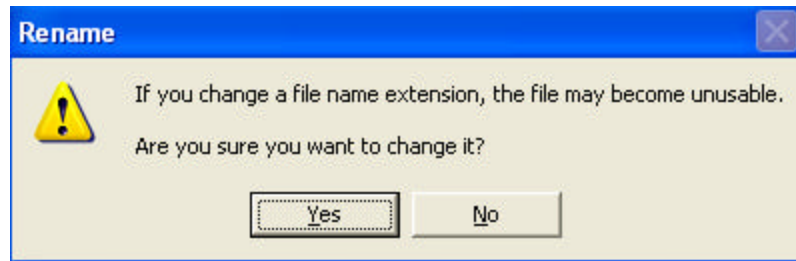 Rename
If you change a file name extension, the file may become unusable.
Are you sure you want to change it?
Yes
No